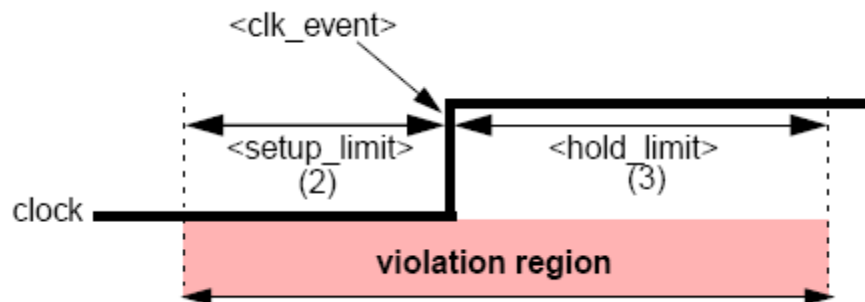 <clk_event>
<setup_limit>
(2)
<hold_limit>
(3)
clock
violation region